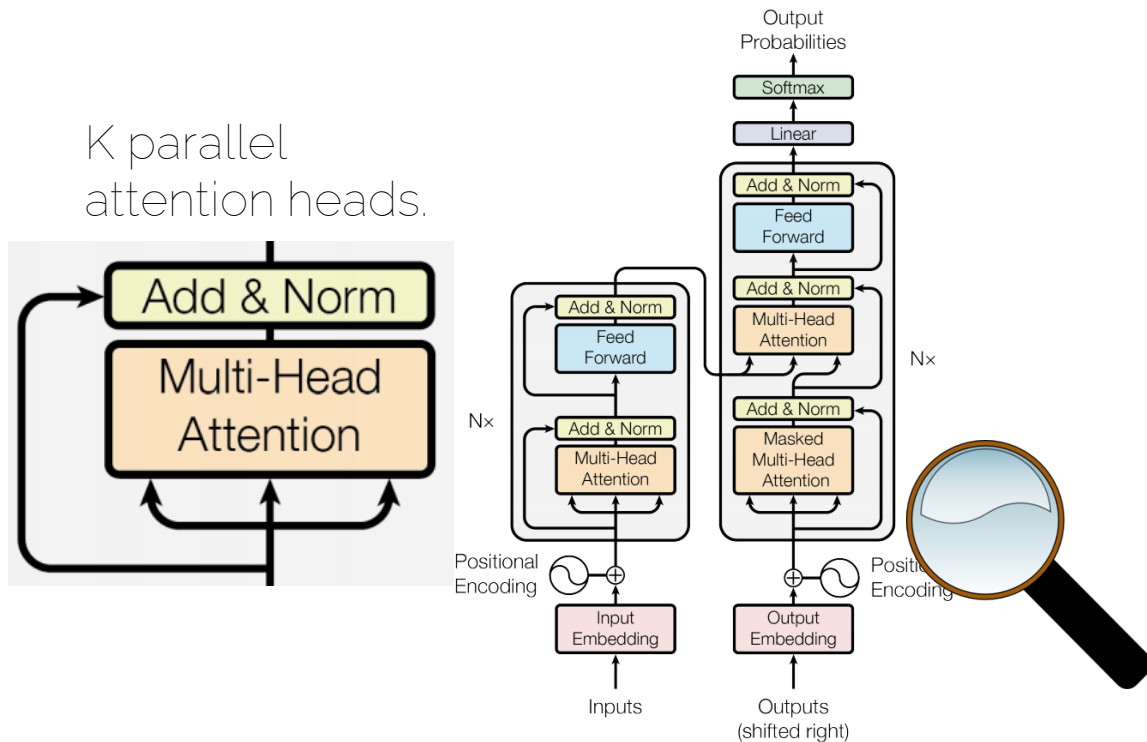 K parallel
attention heads.
Add & Norm
Multi-Head
Attention
Output
Probabilities
Softmax
Linear
Add & Norm
Feed
Forward
Add & Norm
Multi-Head
Attention
N×
Add & Norm
Masked
Multi-Head
Attention
Add & Norm
Feed
Forward
N×
Add & Norm
Multi-Head
Attention
Positional
Encoding
Input
Embedding
Inputs
Encoding
Output
Embedding
Outputs
(shifted right)